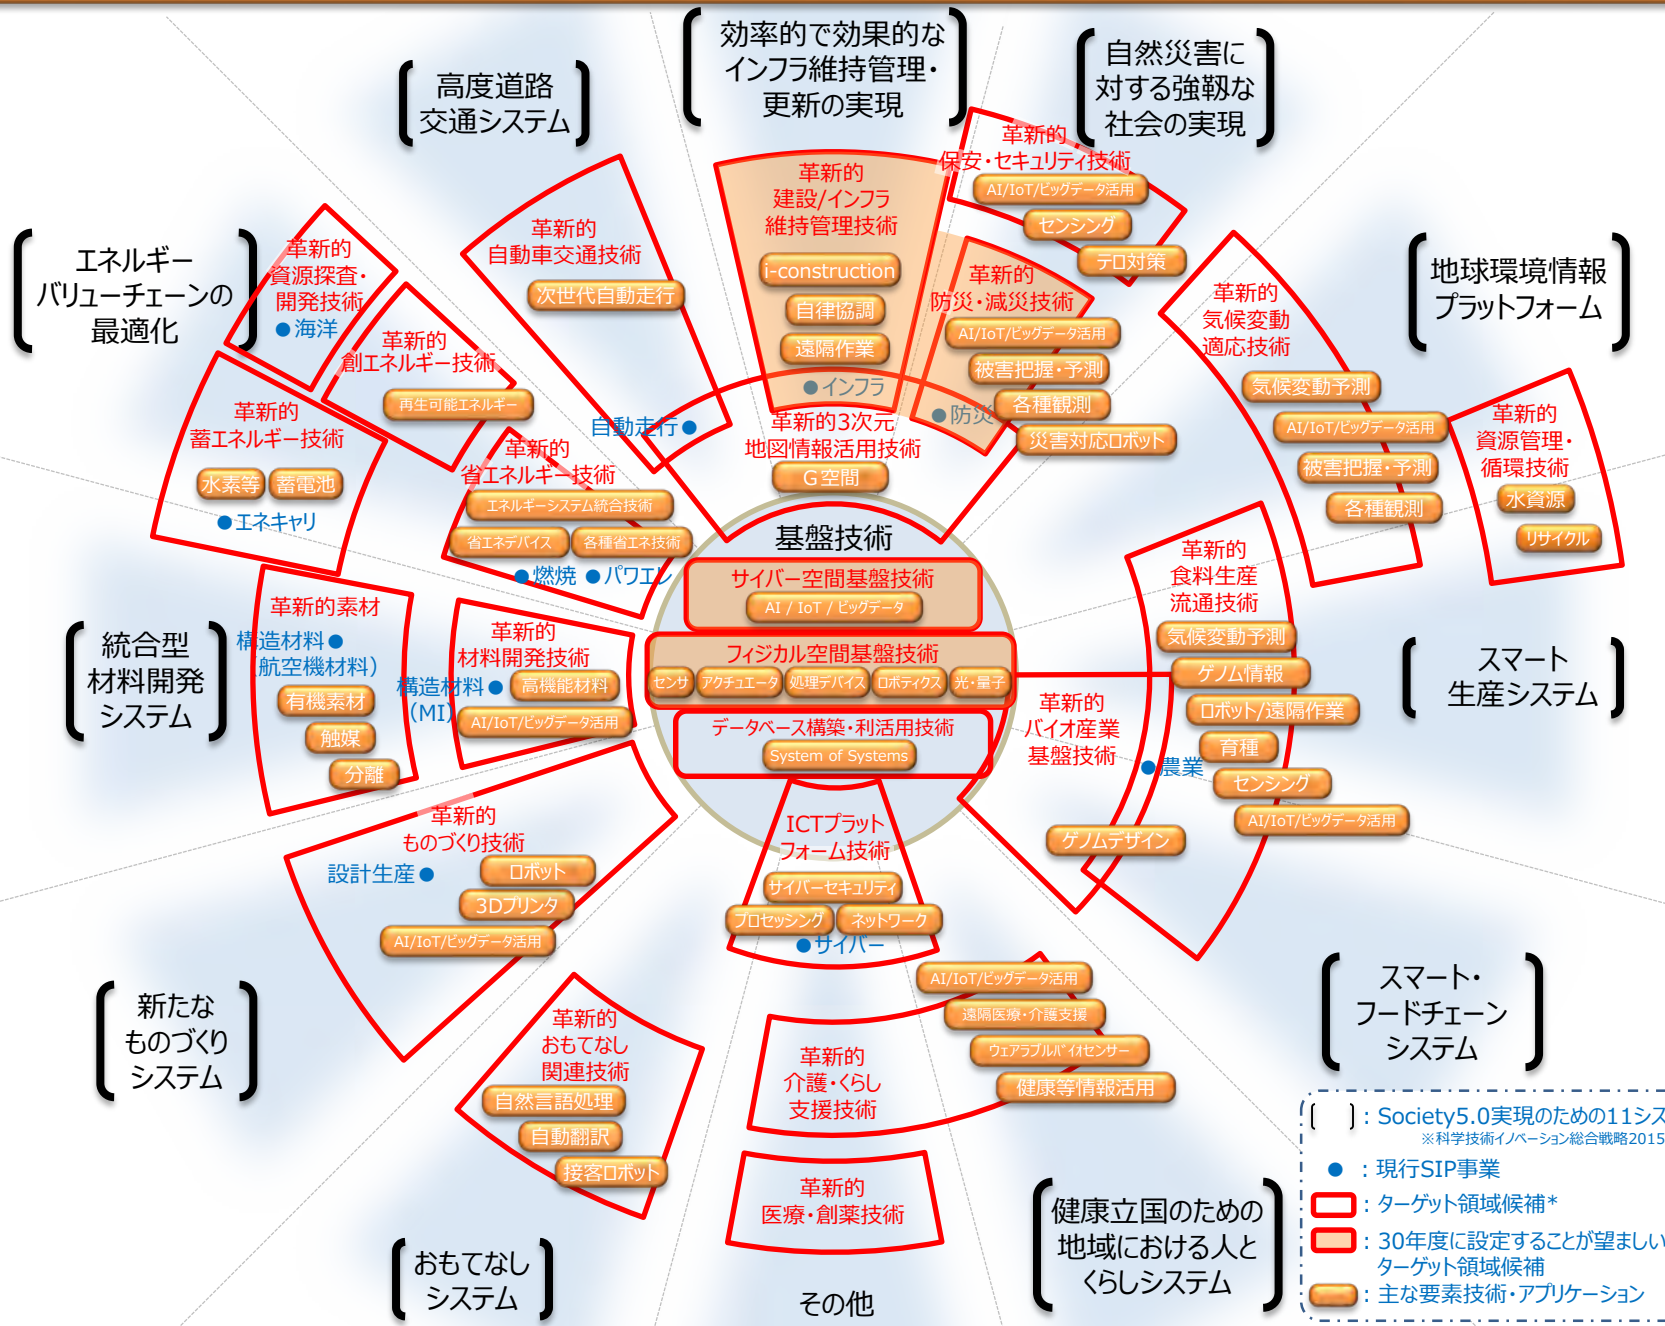 効率的で効果的な
インフラ維持管理・
更新の実現
自然災害に
対する強靱な
社会の実現
高度道路
交通システム
エネルギー
バリューチェーンの
最適化
地球環境情報
プラットフォーム
革新的
建設/インフラ
維持管理技術
i-construction
自律協調
遠隔作業
●インフラ
革新的
保安・セキュリティ技術
AI/IoT/ビッグデータ活用
センシング
テロ対策
革新的
防災・減災技術
AI/IoT/ビッグデータ活用
被害把握・予測
各種観測
災害対応ロボット
●防災
革新的
自動車交通技術
次世代自動走行
自動走行●
革新的3次元
地図情報活用技術
G空間
革新的
資源探査・
開発技術
●海洋
革新的
創エネルギー技術
再生可能エネルギー
革新的
蓄エネルギー技術
水素等
蓄電池
●エネキャリ
革新的
省エネルギー技術
エネルギーシステム統合技術
省エネデバイス
各種省エネ技術
●燃焼 ●パワエレ
革新的
気候変動
適応技術
気候変動予測
AI/IoT/ビッグデータ活用
被害把握・予測
各種観測
革新的
資源管理・
循環技術
水資源
リサイクル
基盤技術
サイバー空間基盤技術
AI / IoT / ビッグデータ
フィジカル空間基盤技術
センサ
アクチュエータ
処理デバイス
ロボティクス
光・量子
データベース構築・利活用技術
System of Systems
統合型
材料開発
システム
革新的素材
構造材料●
(航空機材料)
有機素材
触媒
分離
革新的
材料開発技術
構造材料●
(MI)
高機能材料
AI/IoT/ビッグデータ活用
革新的
食料生産
流通技術
気候変動予測
ゲノム情報
ロボット/遠隔作業
育種
センシング
AI/IoT/ビッグデータ活用
革新的
バイオ産業
基盤技術
●農業
ゲノムデザイン
スマート
生産システム
革新的
ものづくり技術
設計生産●
ロボット
3Dプリンタ
AI/IoT/ビッグデータ活用
ICTプラット
フォーム技術
サイバーセキュリティ
プロセッシング
ネットワーク
●サイバー
新たな
ものづくり
システム
スマート・
フードチェーン
システム
革新的
おもてなし
関連技術
自然言語処理
自動翻訳
接客ロボット
革新的
介護・くらし
支援技術
AI/IoT/ビッグデータ活用
遠隔医療・介護支援
ウェアラブルバイオセンサー
健康等情報活用
革新的
医療・創薬技術
おもてなし
システム
その他
健康立国のための
地域における人と
くらしシステム
[ ]：Society5.0実現のための11シス
※科学技術イノベーション総合戦略2015
●：現行SIP事業
：ターゲット領域候補*
：30年度に設定することが望ましい
ターゲット領域候補
：主な要素技術・アプリケーション